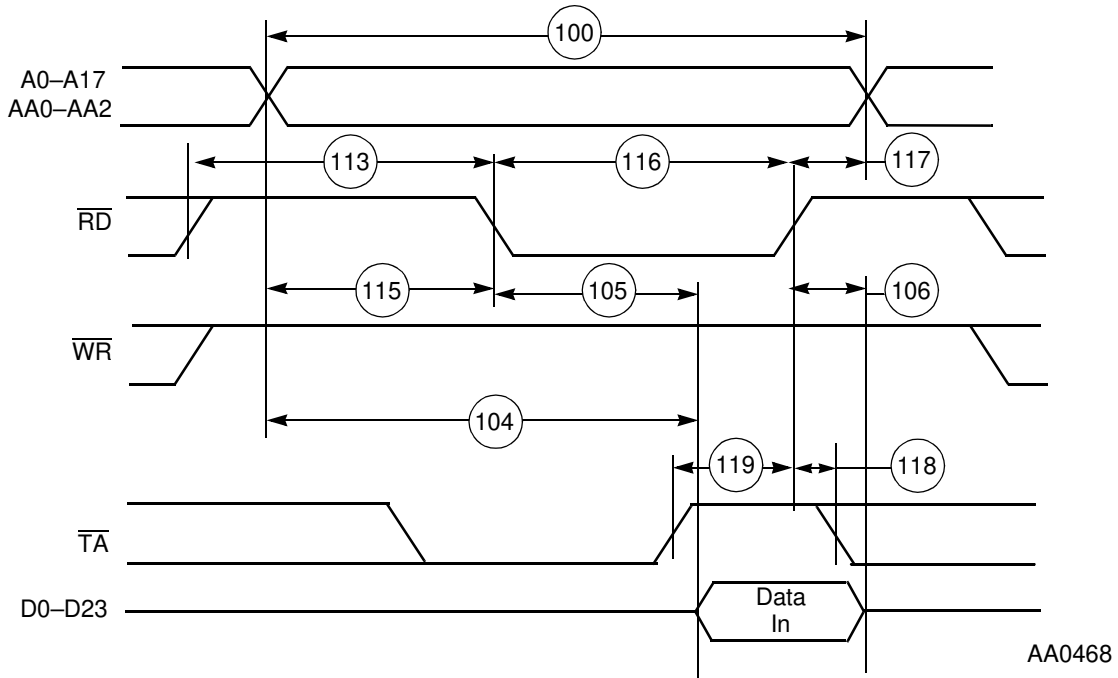 100
A0–A17
AA0–AA2
113
116
117
RD
115
105
106
WR
104
119
118
TA
D0–D23
Data
In
AA0468